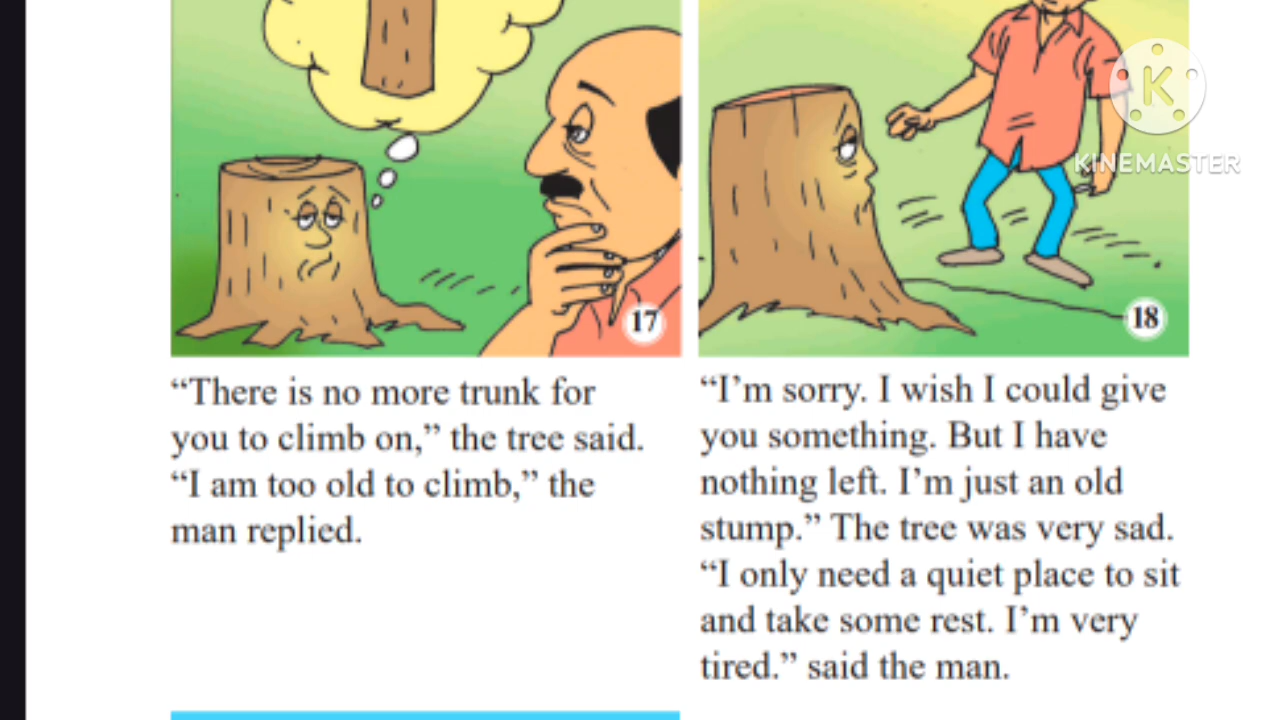 K
KINEMASTER
17
18
“There is no more trunk for
you to climb on,” the tree said.
“I am too old to climb,” the
man replied.
“I’m sorry. I wish I could give
you something. But I have
nothing left. I’m just an old
stump.” The tree was very sad.
“I only need a quiet place to sit
and take some rest. I’m very
tired.” said the man.